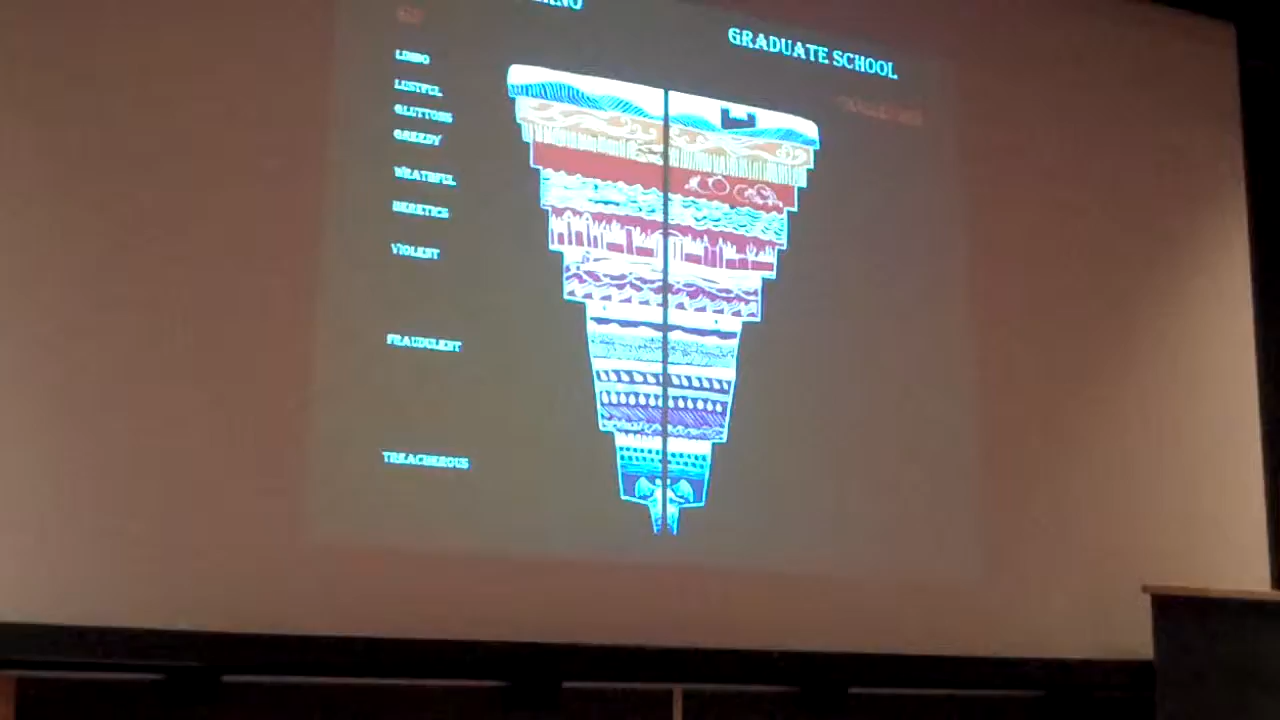 GRADUATE SCHOOL
LIMBO
LUSTFUL
GLUTTONS
GREEDY
WRATHFUL
HERETICS
VIOLENT
FRAUDULENT
TREACHEROUS